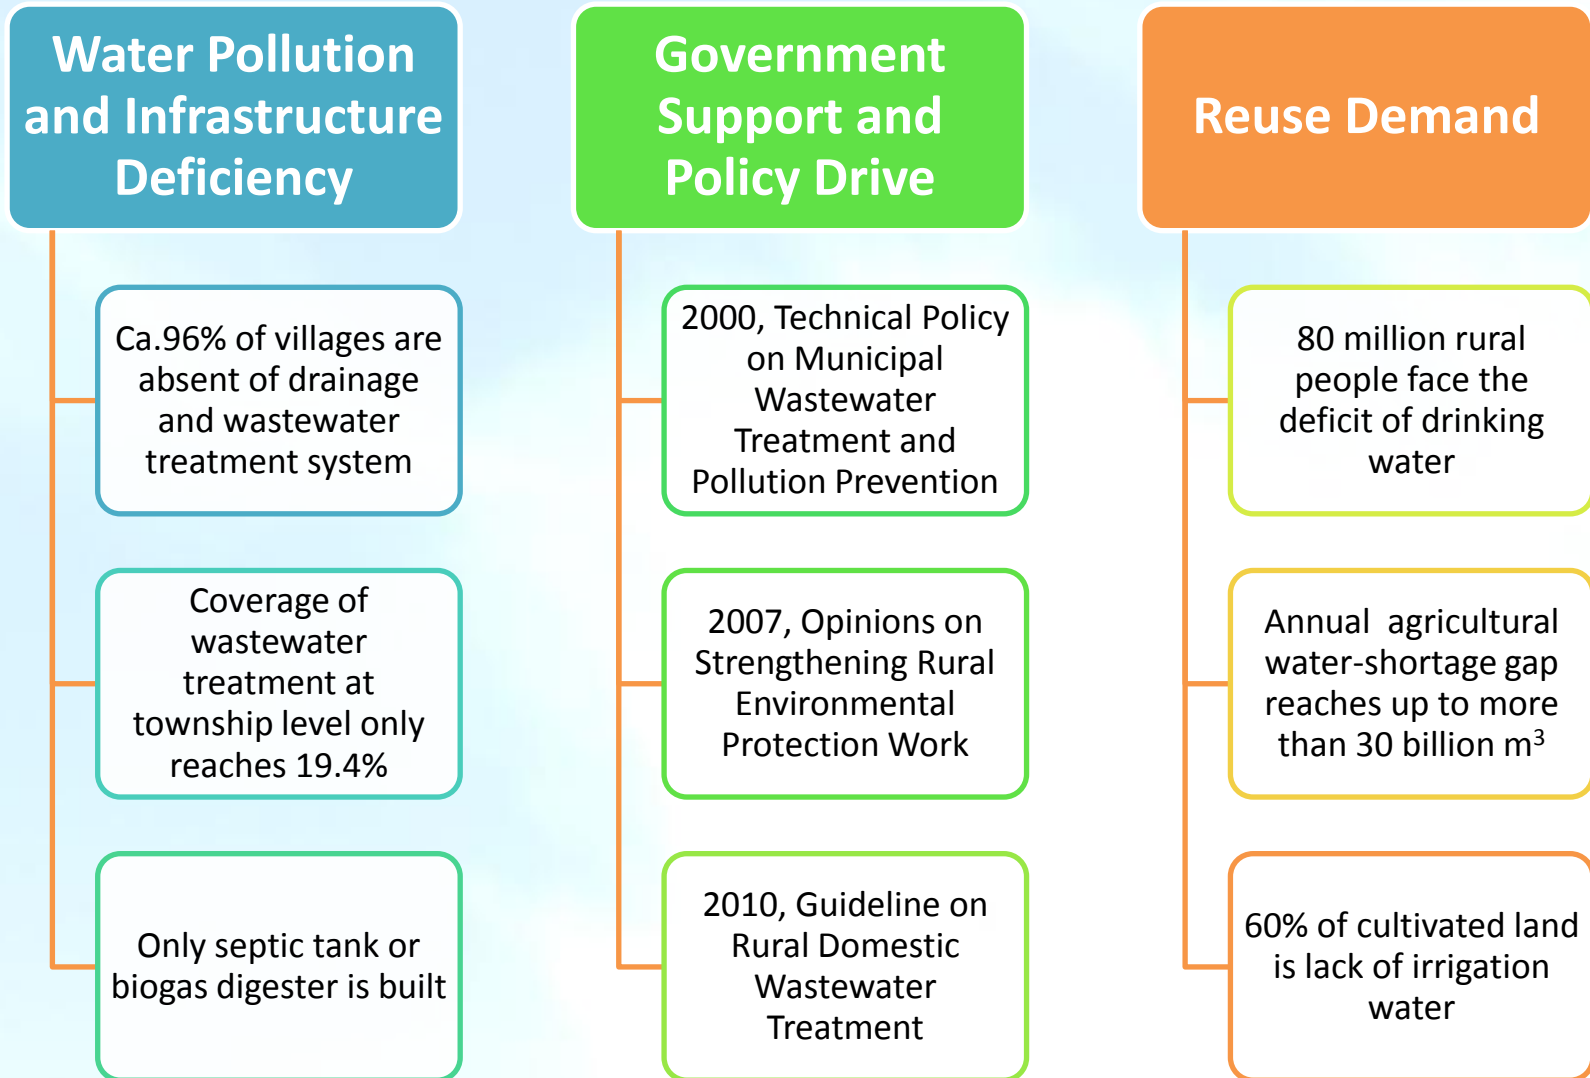 Water Pollution
and Infrastructure
Deficiency
Ca.96% of villages are
absent of drainage
and wastewater
treatment system
Coverage of
wastewater
treatment at
township level only
reaches 19.4%
Only septic tank or
biogas digester is built
Government
Support and
Policy Drive
2000, Technical Policy
on Municipal
Wastewater
Treatment and
Pollution Prevention
2007, Opinions on
Strengthening Rural
Environmental
Protection Work
2010, Guideline on
Rural Domestic
Wastewater
Treatment
Reuse Demand
80 million rural
people face the
deficit of drinking
water
Annual agricultural
water-shortage gap
reaches up to more
than 30 billion m³
60% of cultivated land
is lack of irrigation
water